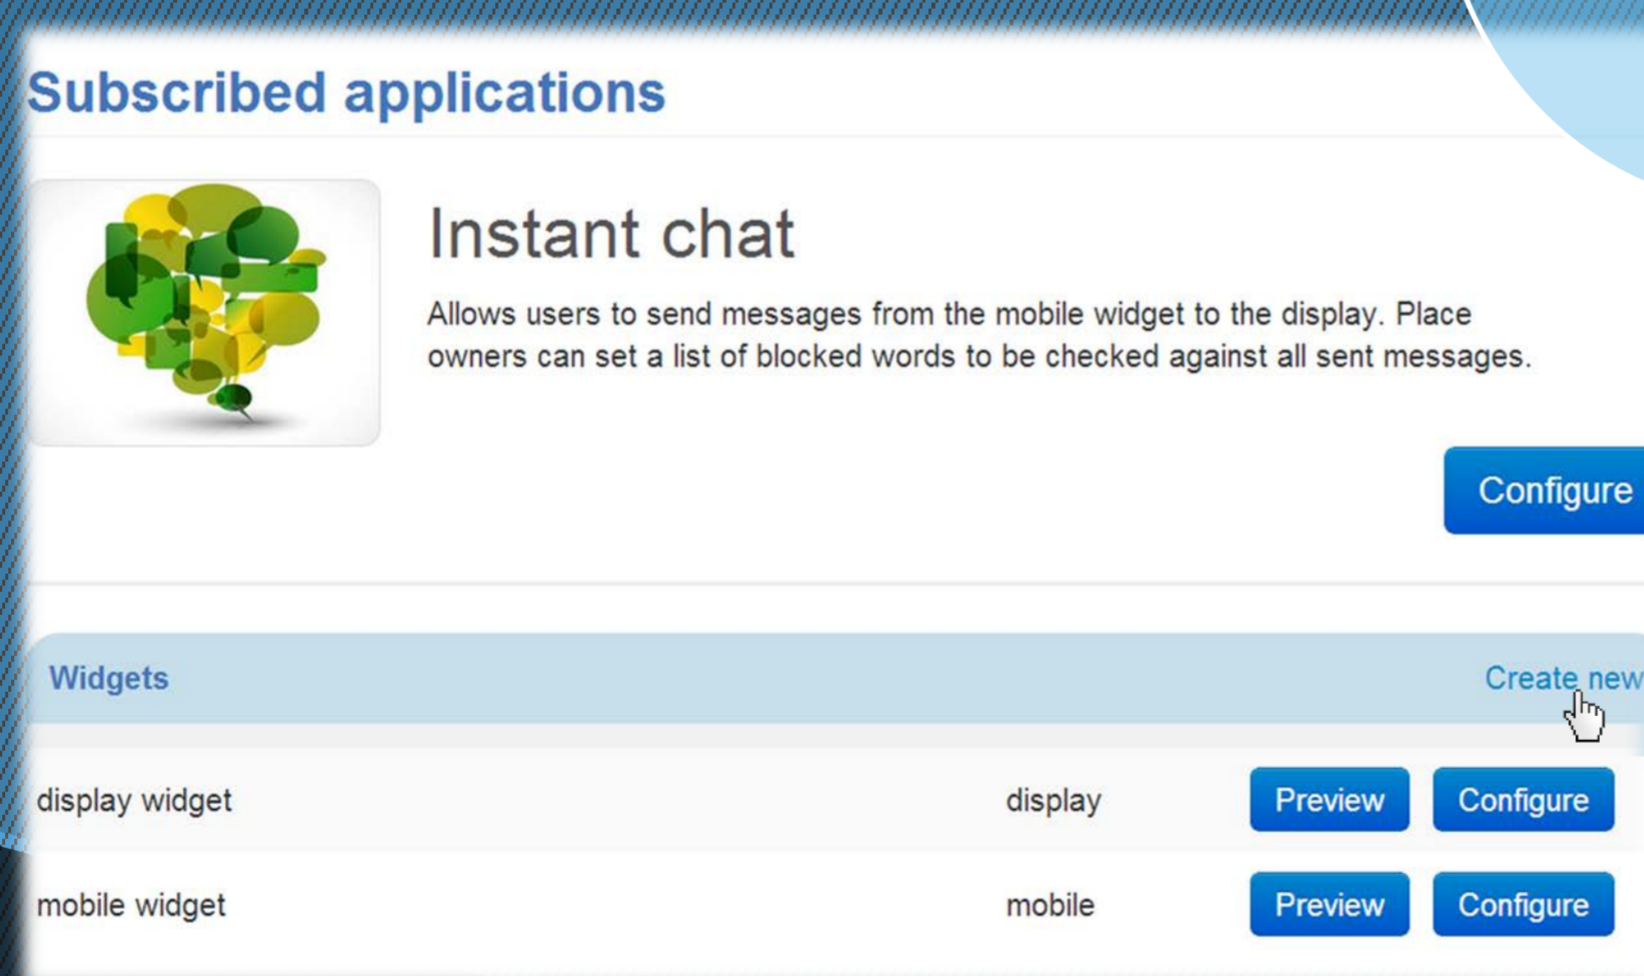 Subscribed applications
Instant chat
Allows users to send messages from the mobile widget to the display. Place
owners can set a list of blocked words to be checked against all sent messages.
Configure
Widgets Create new
display widget display Preview Configure
mobile widget mobile Preview Configure